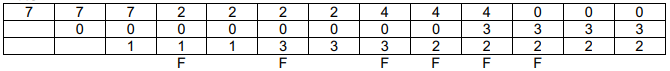 7 7 7 2 2 2 2 4 4 4 0 0 0
0 0 0 0 0 0 0 0 3 3 3 3
1 1 1 3 3 3 2 2 2 2 2
F F F F F F